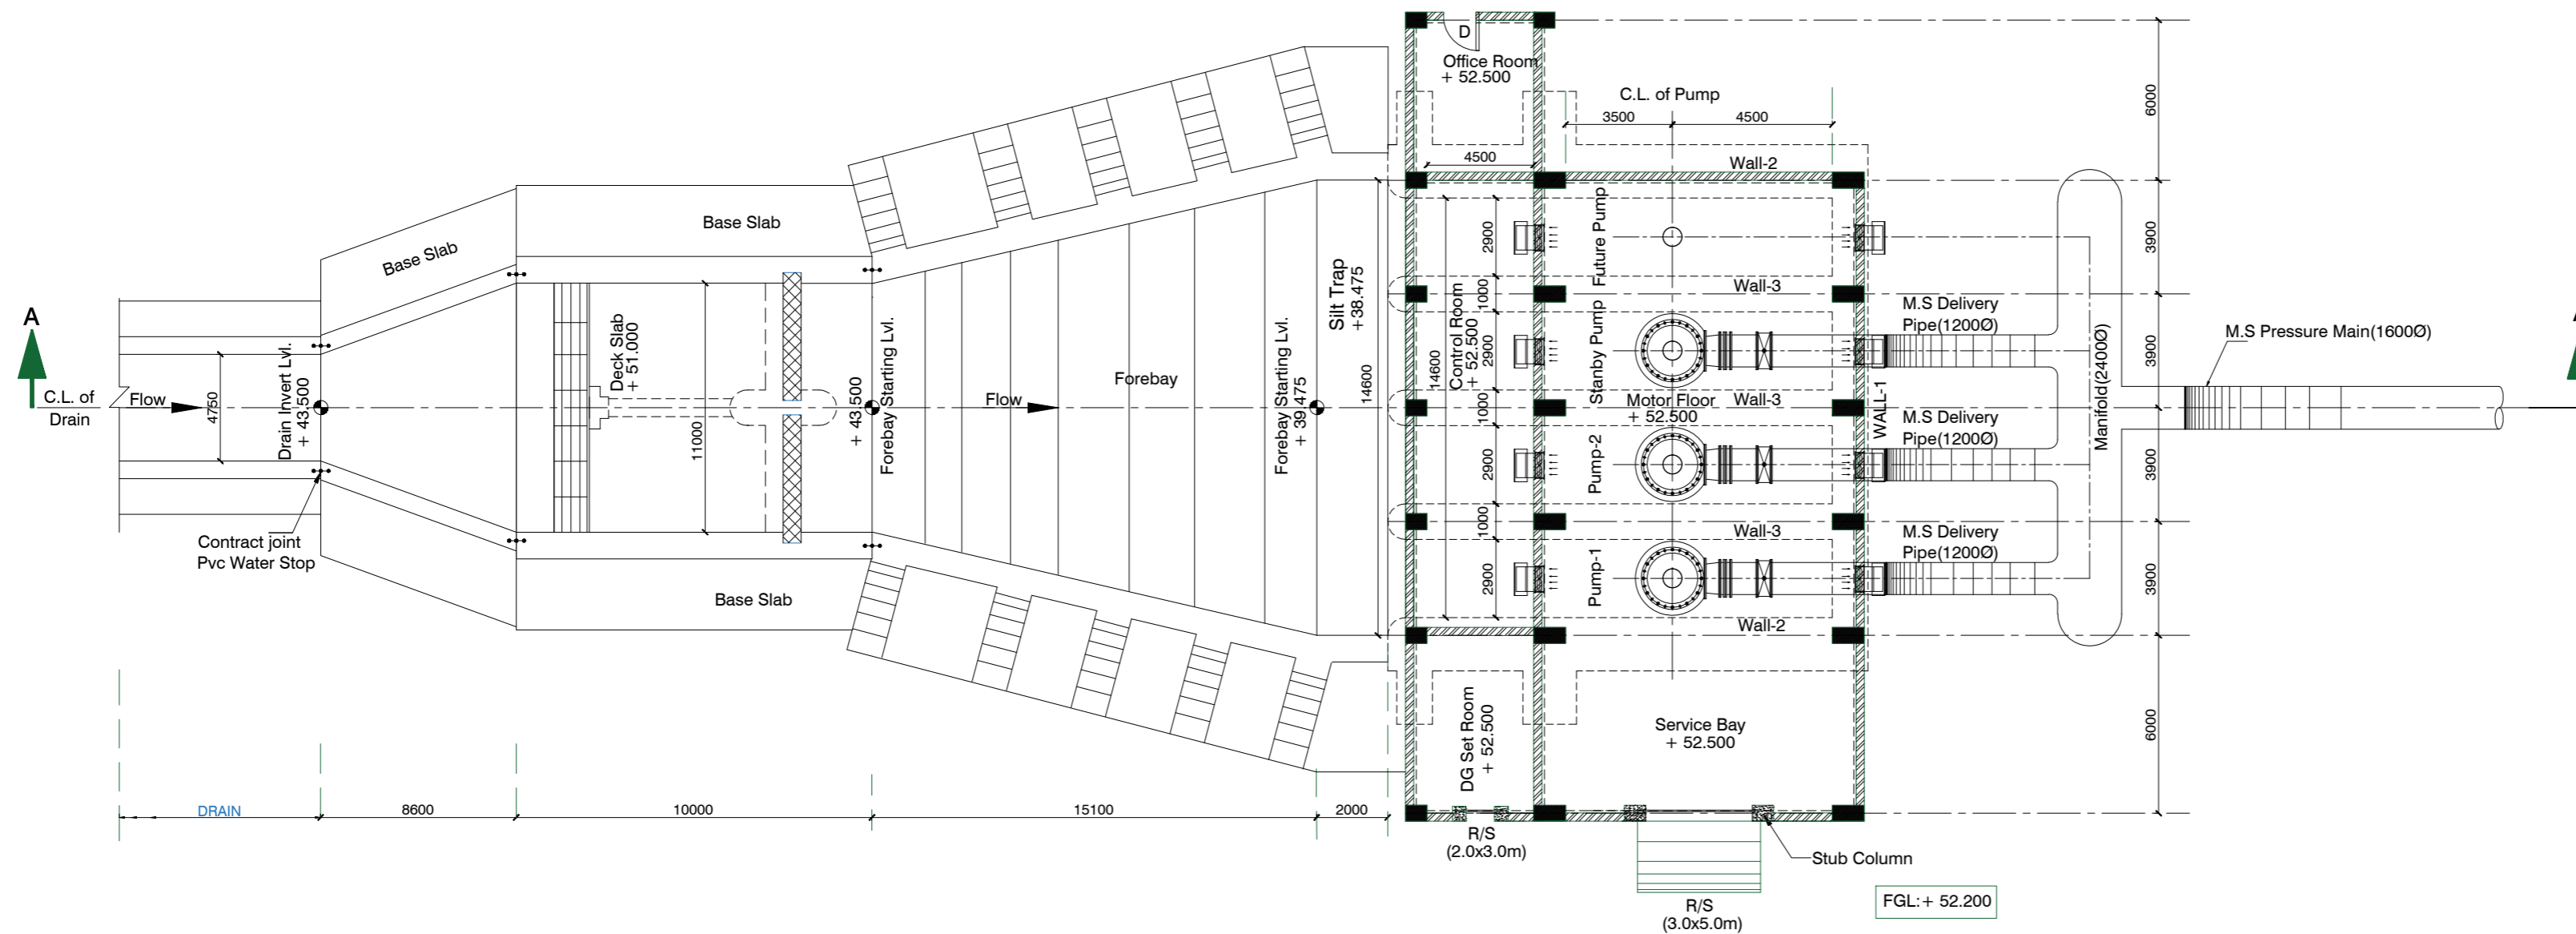 D
Office Room
+ 52.500
C.L. of Pump
3500
4500
6000
4500
Wall-2
Base Slab
Base Slab
Silt Trap
+38.475
2900
Future Pump
3900
1000
Wall-3
A
C.L. of
Drain
Flow
4750
Drain Invert Lvl.
+ 43.500
Deck Slab
+ 51.000
11000
+ 43.500
Forebay Starting Lvl.
Forebay
Flow
Forebay Starting Lvl.
+ 39.475
14600
14600
Control Room
+ 52.500
2900
Stanby Pump
M.S Delivery
Pipe(1200Ø)
3900
M.S Pressure Main(1600Ø)
1000
Motor Floor
+ 52.500
Wall-3
WALL-1
M.S Delivery
Pipe(1200Ø)
Manifold(2400Ø)
2900
Pump-2
3900
1000
Wall-3
M.S Delivery
Pipe(1200Ø)
2900
Pump-1
3900
Wall-2
Contract joint
Pvc Water Stop
Base Slab
DG Set Room
+ 52.500
Service Bay
+ 52.500
6000
DRAIN
8600
10000
15100
2000
R/S
(2.0x3.0m)
Stub Column
R/S
(3.0x5.0m)
FGL:+ 52.200